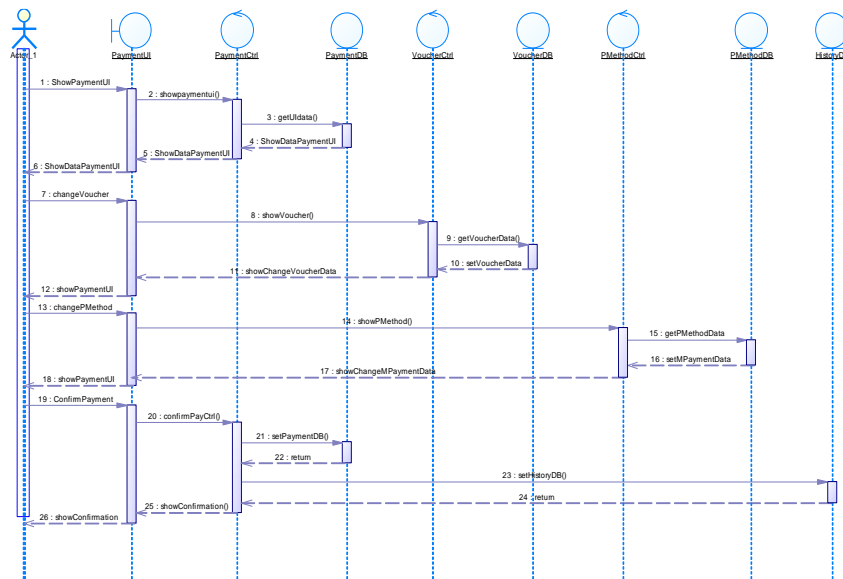 Actor_1
PaymentUI
PaymentCtrl
PaymentDB
VoucherCtrl
VoucherDB
PMethodCtrl
PMethodDB
HistoryD
1 : ShowPaymentUI
2 : showpaymentui()
3 : getUIdata()
4 : ShowDataPaymentUI
5 : ShowDataPaymentUI
6 : ShowDataPaymentUI
7 : changeVoucher
8 : showVoucher()
9 : getVoucherData()
10 : setVoucherData
11 : showChangeVoucherData
12 : showPaymentUI
13 : changePMethod
14 : showPMethod()
15 : getPMethodData
16 : setMPaymentData
17 : showChangeMPaymentData
18 : showPaymentUI
19 : ConfirmPayment
20 : confirmPayCtrl()
21 : setPaymentDB()
22 : return
23 : setHistoryDB()
24 : return
25 : showConfirmation()
26 : showConfirmation